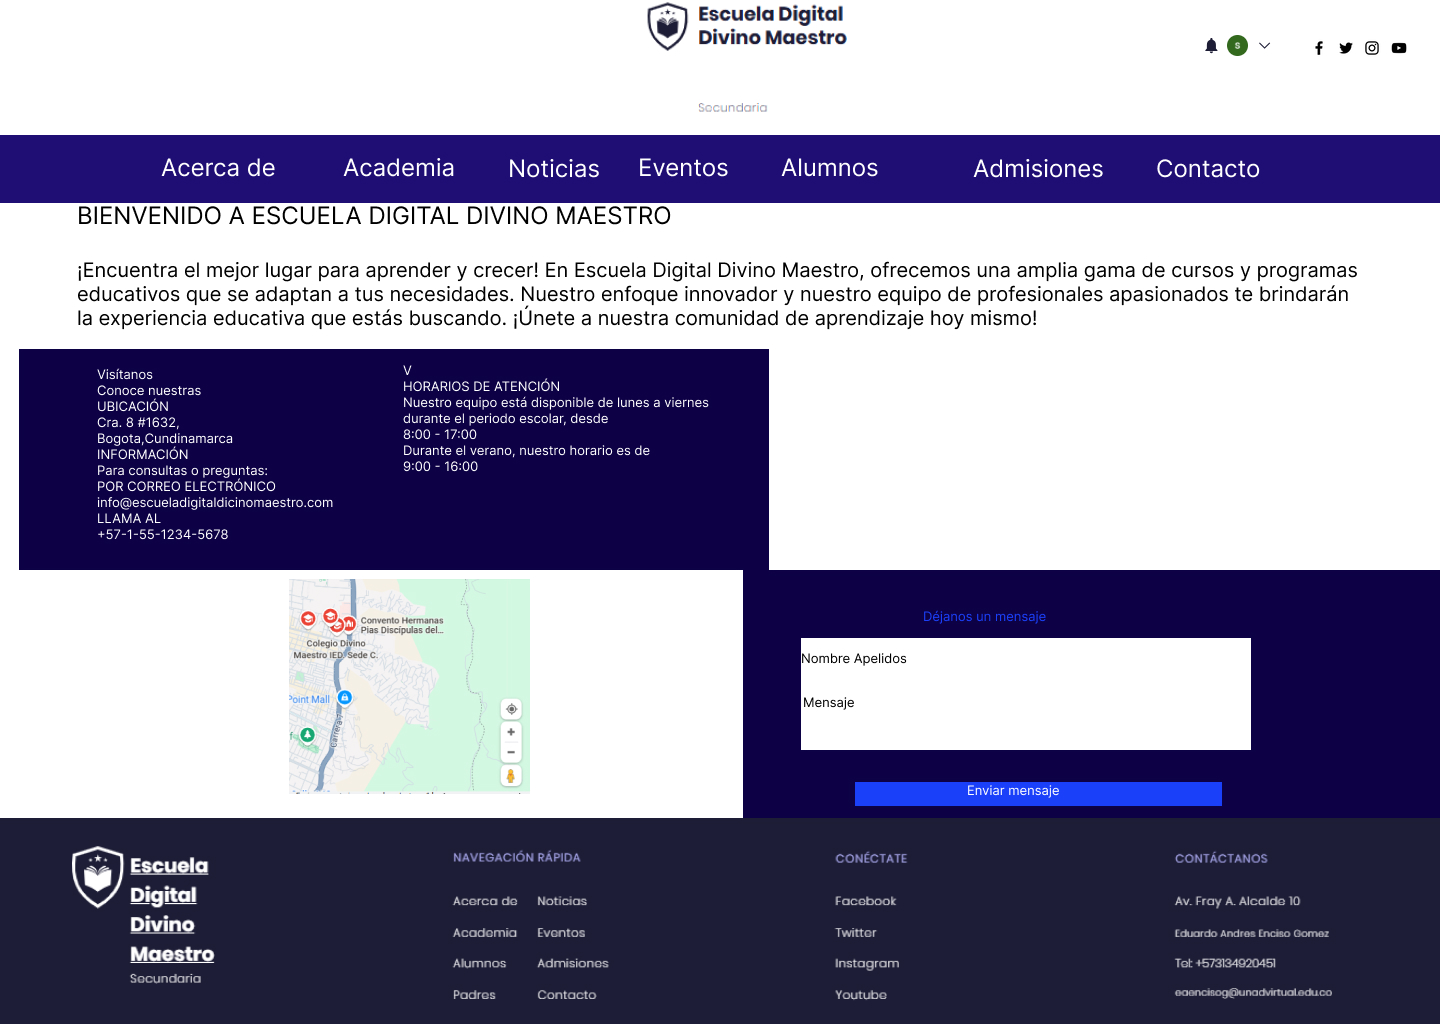 Escuela Digital
Divino Maestro
S
Secundaria
Acerca de
Academia
Noticias
Eventos
Alumnos
Admisiones
Contacto
BIENVENIDO A ESCUELA DIGITAL DIVINO MAESTRO
¡Encuentra el mejor lugar para aprender y crecer! En Escuela Digital Divino Maestro, ofrecemos una amplia gama de cursos y programas
educativos que se adaptan a tus necesidades. Nuestro enfoque innovador y nuestro equipo de profesionales apasionados te brindarán
la experiencia educativa que estás buscando. ¡Únete a nuestra comunidad de aprendizaje hoy mismo!
Visítanos
Conoce nuestras
UBICACIÓN
Cra. 8 #1632,
Bogota,Cundinamarca
INFORMACIÓN
Para consultas o preguntas:
POR CORREO ELECTRÓNICO
info@escueladigitaldicinomaestro.com
LLAMA AL
+57-1-55-1234-5678
V
HORARIOS DE ATENCIÓN
Nuestro equipo está disponible de lunes a viernes
durante el periodo escolar, desde
8:00 - 17:00
Durante el verano, nuestro horario es de
9:00 - 16:00
Convento Hermanas
Pias Discípulas del...
Colegio Divino
Maestro IED. Sede C.
Point Mall
Carrera 7
Déjanos un mensaje
Nombre Apelidos
Mensaje
Enviar mensaje
Escuela
Digital
Divino
Maestro
Secundaria
NAVEGACIÓN RÁPIDA
Acerca de
Noticias
Academia
Eventos
Alumnos
Admisiones
Padres
Contacto
CONÉCTATE
Facebook
Twitter
Instagram
Youtube
CONTÁCTANOS
Av. Fray A. Alcalde 10
Eduardo Andres Enciso Gomez
Tel: +573134920451
eaencisog@unadvirtual.edu.co